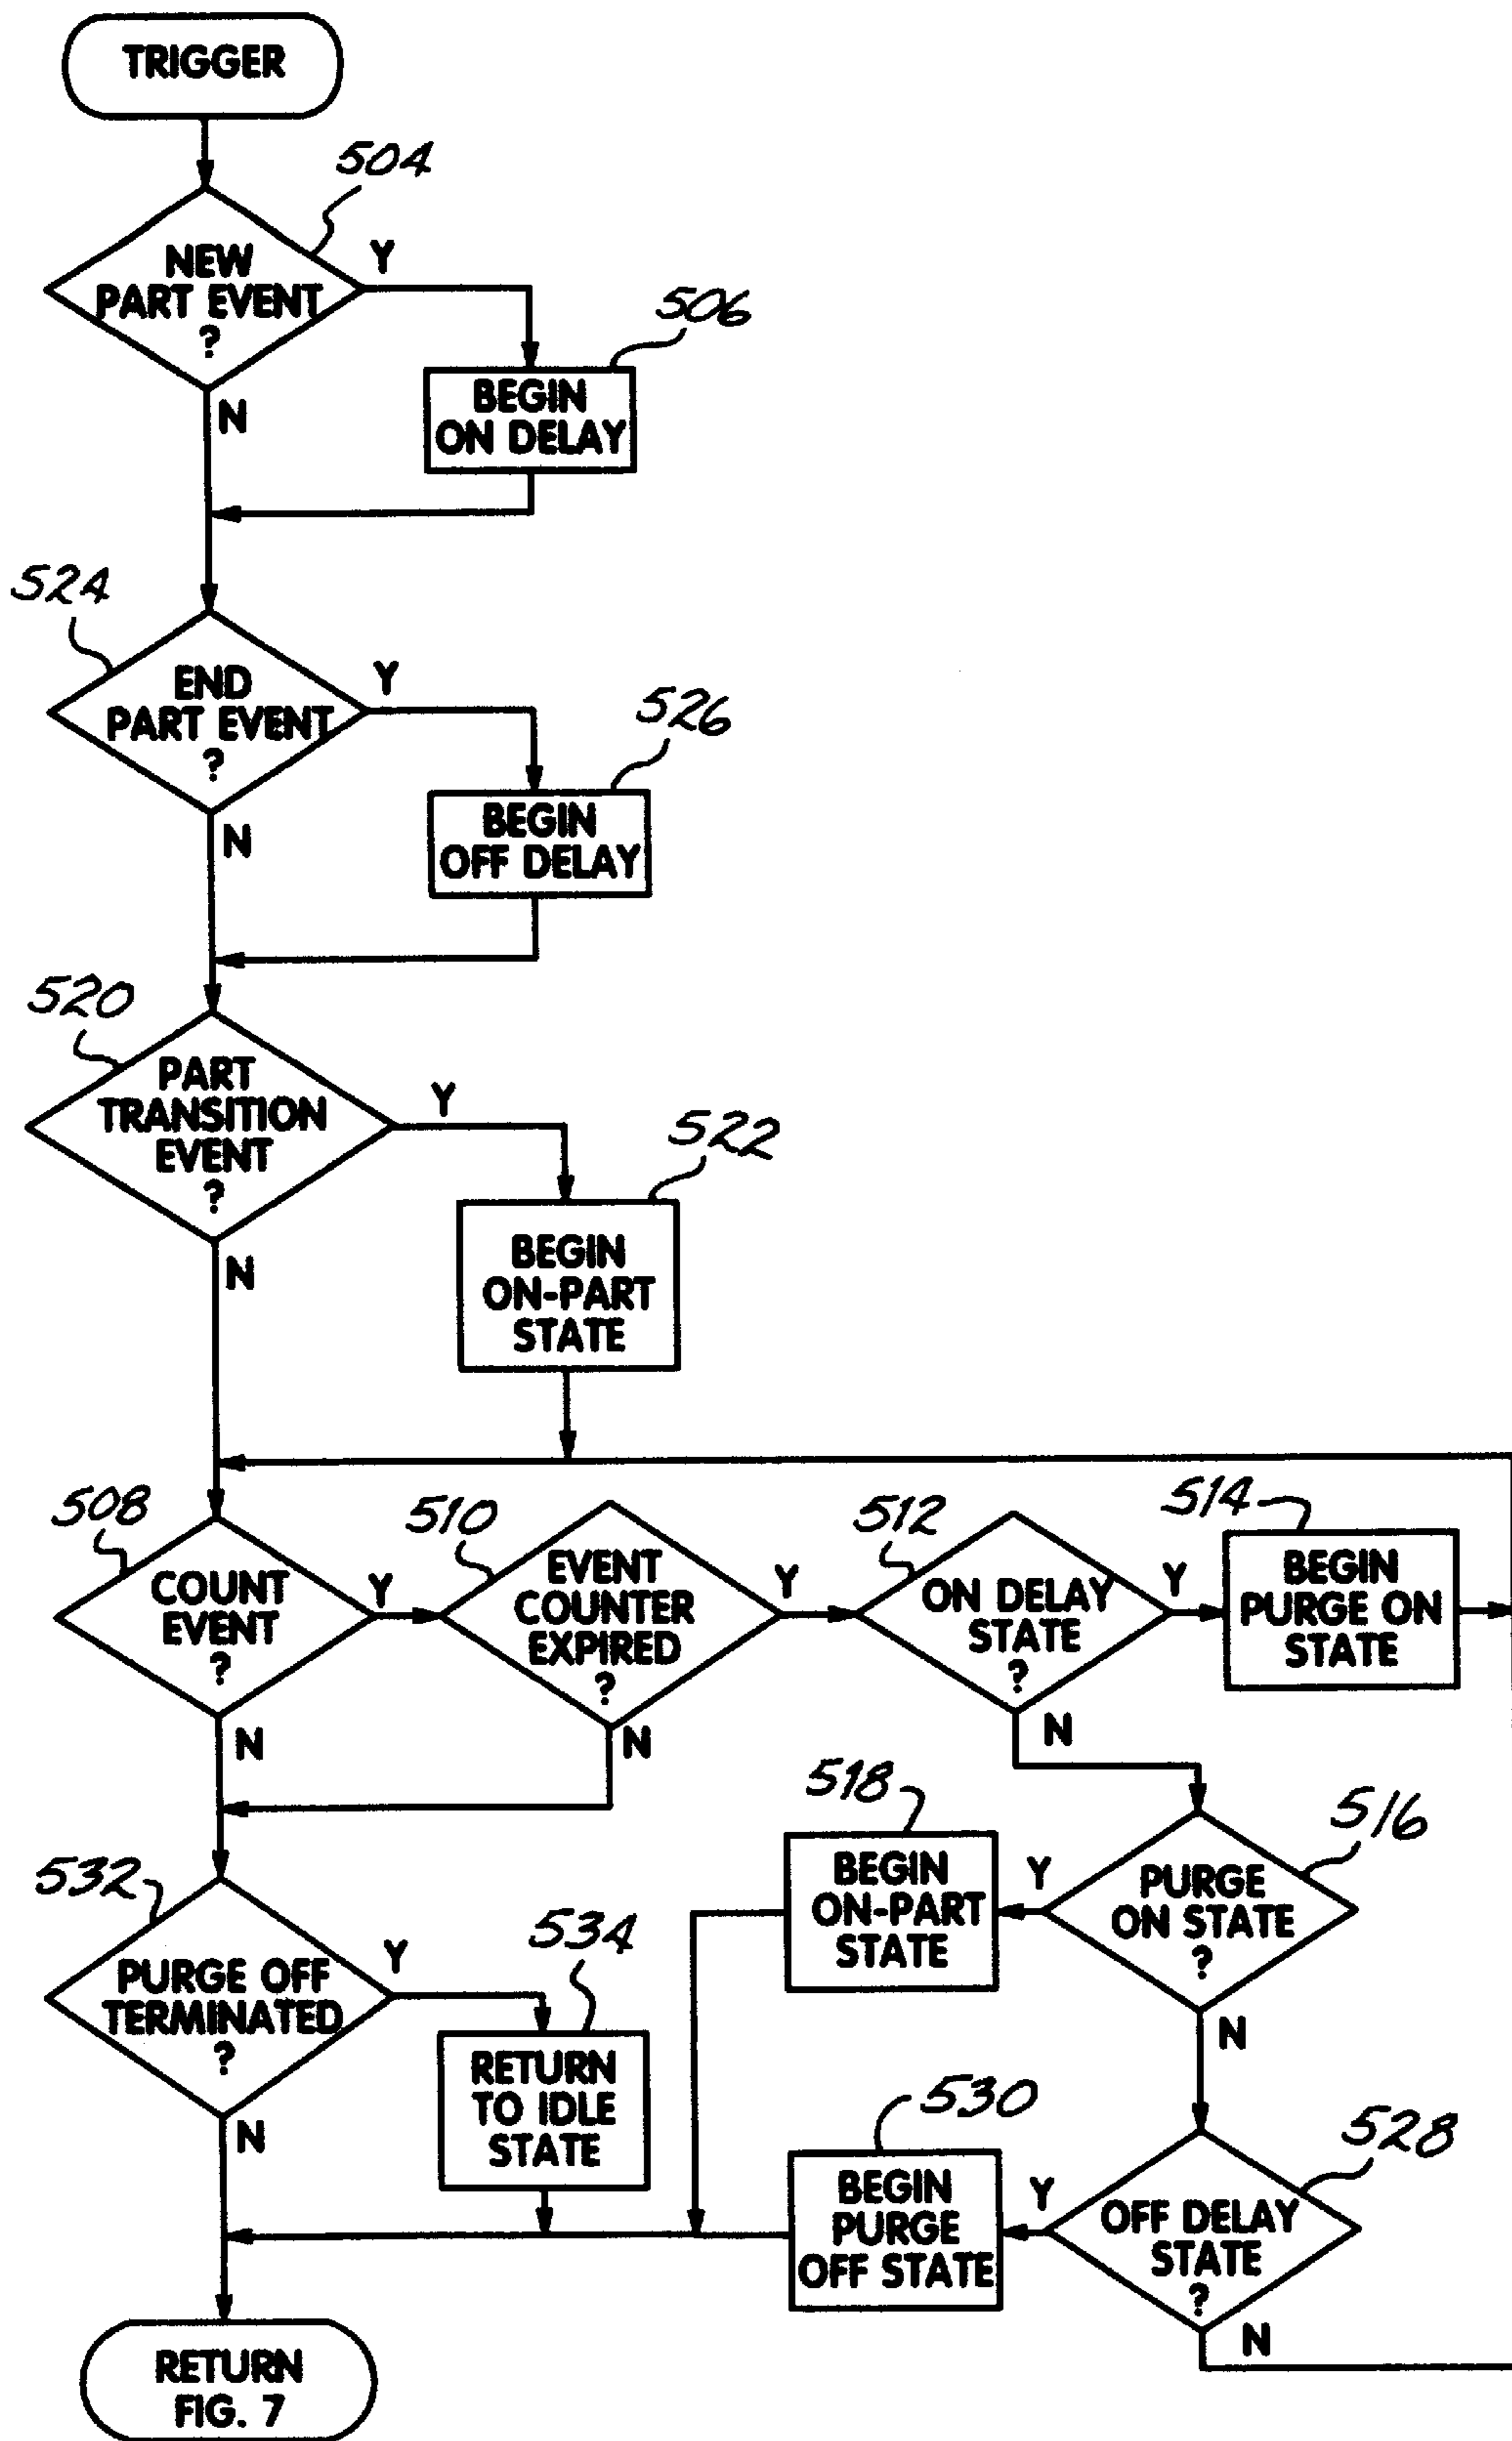 TRIGGER
504
NEW
PART EVENT
?
Y
N
506
BEGIN
ON DELAY
524
END
PART EVENT
?
Y
N
526
BEGIN
OFF DELAY
520
PART
TRANSITION
EVENT
?
Y
N
522
BEGIN
ON-PART
STATE
508
COUNT
EVENT
?
Y
N
510
EVENT
COUNTER
EXPIRED
?
Y
N
512
ON DELAY
STATE
?
Y
N
514
BEGIN
PURGE ON
STATE
516
PURGE
ON STATE
?
Y
N
518
BEGIN
ON-PART
STATE
532
PURGE OFF
TERMINATED
?
Y
N
534
RETURN
TO IDLE
STATE
528
OFF DELAY
STATE
?
Y
N
530
BEGIN
PURGE
OFF STATE
RETURN
FIG. 7